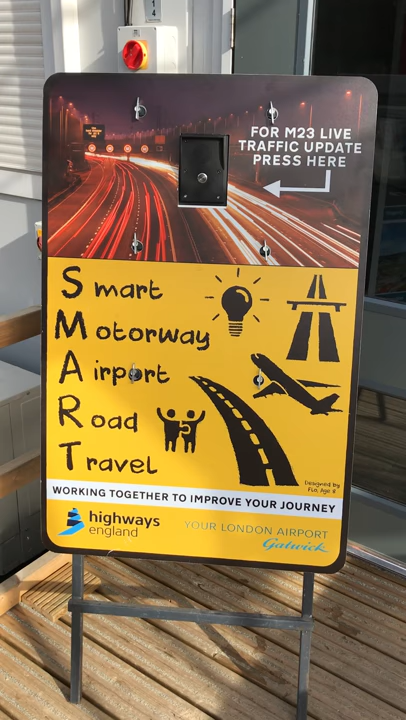 FOR M23 LIVE
TRAFFIC UPDATE
PRESS HERE
Smart
Motorway
Airport
Road
Travel
Designed by
Fia, Age 8
WORKING TOGETHER TO IMPROVE YOUR JOURNEY
highways
england
YOUR LONDON AIRPORT
Gatwick